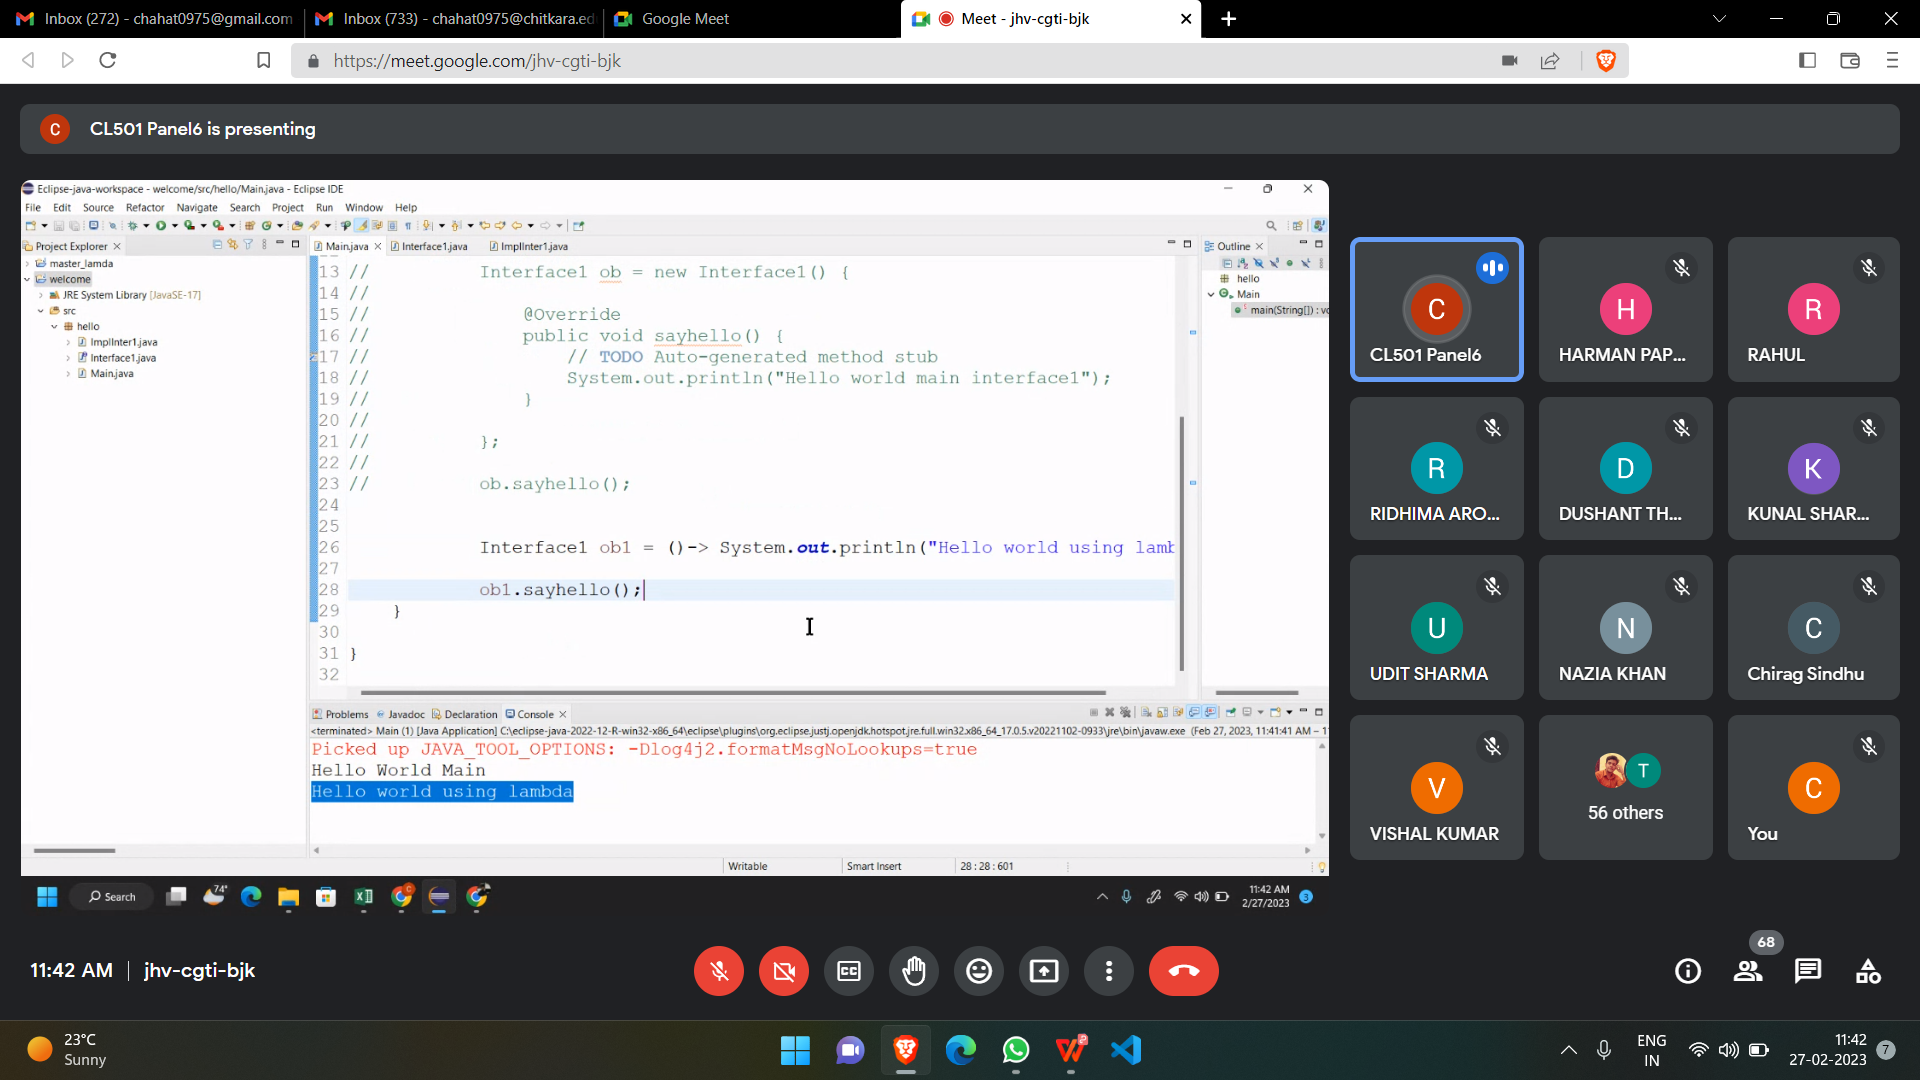 Inbox (272) - chahat0975@gmail.com
Inbox (733) - chahat0975@chitkara.ed
Google Meet
Meet - jhv-cgti-bjk
https://meet.google.com/jhv-cgti-bjk
C
CL501 Panel6 is presenting
Eclipse-java-workspace - welcome/src/hello/Main.java - Eclipse IDE
File Edit Source Refactor Navigate Search Project Run Window Help
Project Explorer
master_lamda
welcome
JRE System Library [JavaSE-17]
src
hello
ImplInter1.java
Interface1.java
Main.java
Main.java
Interface1.java
ImplInter1.java
13 // Interface1 ob = new Interface1() {
14 //
15 // @Override
16 // public void sayhello() {
17 // // TODO Auto-generated method stub
18 // System.out.println("Hello world main interface1");
19 // }
20 //
21 // };
22 //
23 // ob.sayhello();
24
25
26 Interface1 ob1 = ()-> System.out.println("Hello world using lamb
27
28 ob1.sayhello();
29 }
30
31 }
32
Outline
hello
Main
main(String[]) : vo
Problems Javadoc Declaration Console
<terminated> Main (1) [Java Application] C:\eclipse-java-2022-12-R-win32-x86_64\eclipse\plugins\org.eclipse.justj.openjdk.hotspot.jre.full.win32.x86_64_17.0.5.v20221102-0933\jre\bin\javaw.exe (Feb 27, 2023, 11:41:41 AM – 1
Picked up JAVA_TOOL_OPTIONS: -Dlog4j2.formatMsgNoLookups=true
Hello World Main
Hello world using lambda
Writable
Smart Insert
28 : 28 : 601
Search
74°
11:42 AM
2/27/2023
3
C
CL501 Panel6
H
HARMAN PAP...
R
RAHUL
R
RIDHIMA ARO...
D
DUSHANT TH...
K
KUNAL SHAR...
U
UDIT SHARMA
N
NAZIA KHAN
C
Chirag Sindhu
V
VISHAL KUMAR
T
56 others
C
You
11:42 AM | jhv-cgti-bjk
CC
68
23°C
Sunny
ENG
IN
11:42
27-02-2023
7